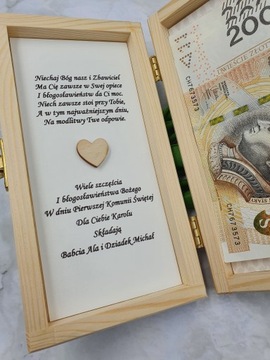 Niechaj Bóg nasz i Zbawiciel
Ma Cię zawsze w Swej opiece
I błogosławieństwa da Ci moc.
Niech zawsze stoi przy Tobie,
A w tym najważniejszym dniu,
Na modlitwy Twe odpowie.
Wiele szczęścia
I błogosławieństwa Bożego
W dniu Pierwszej Komunii Świętej
Dla Ciebie Karolu
Składają
Babcia Ala i Dziadek Michał
200
CH7673573
CH7673573